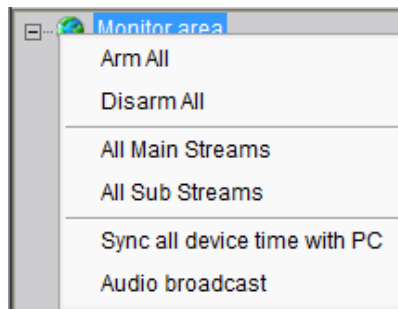 Monitor area
Arm All
Disarm All
All Main Streams
All Sub Streams
Sync all device time with PC
Audio broadcast